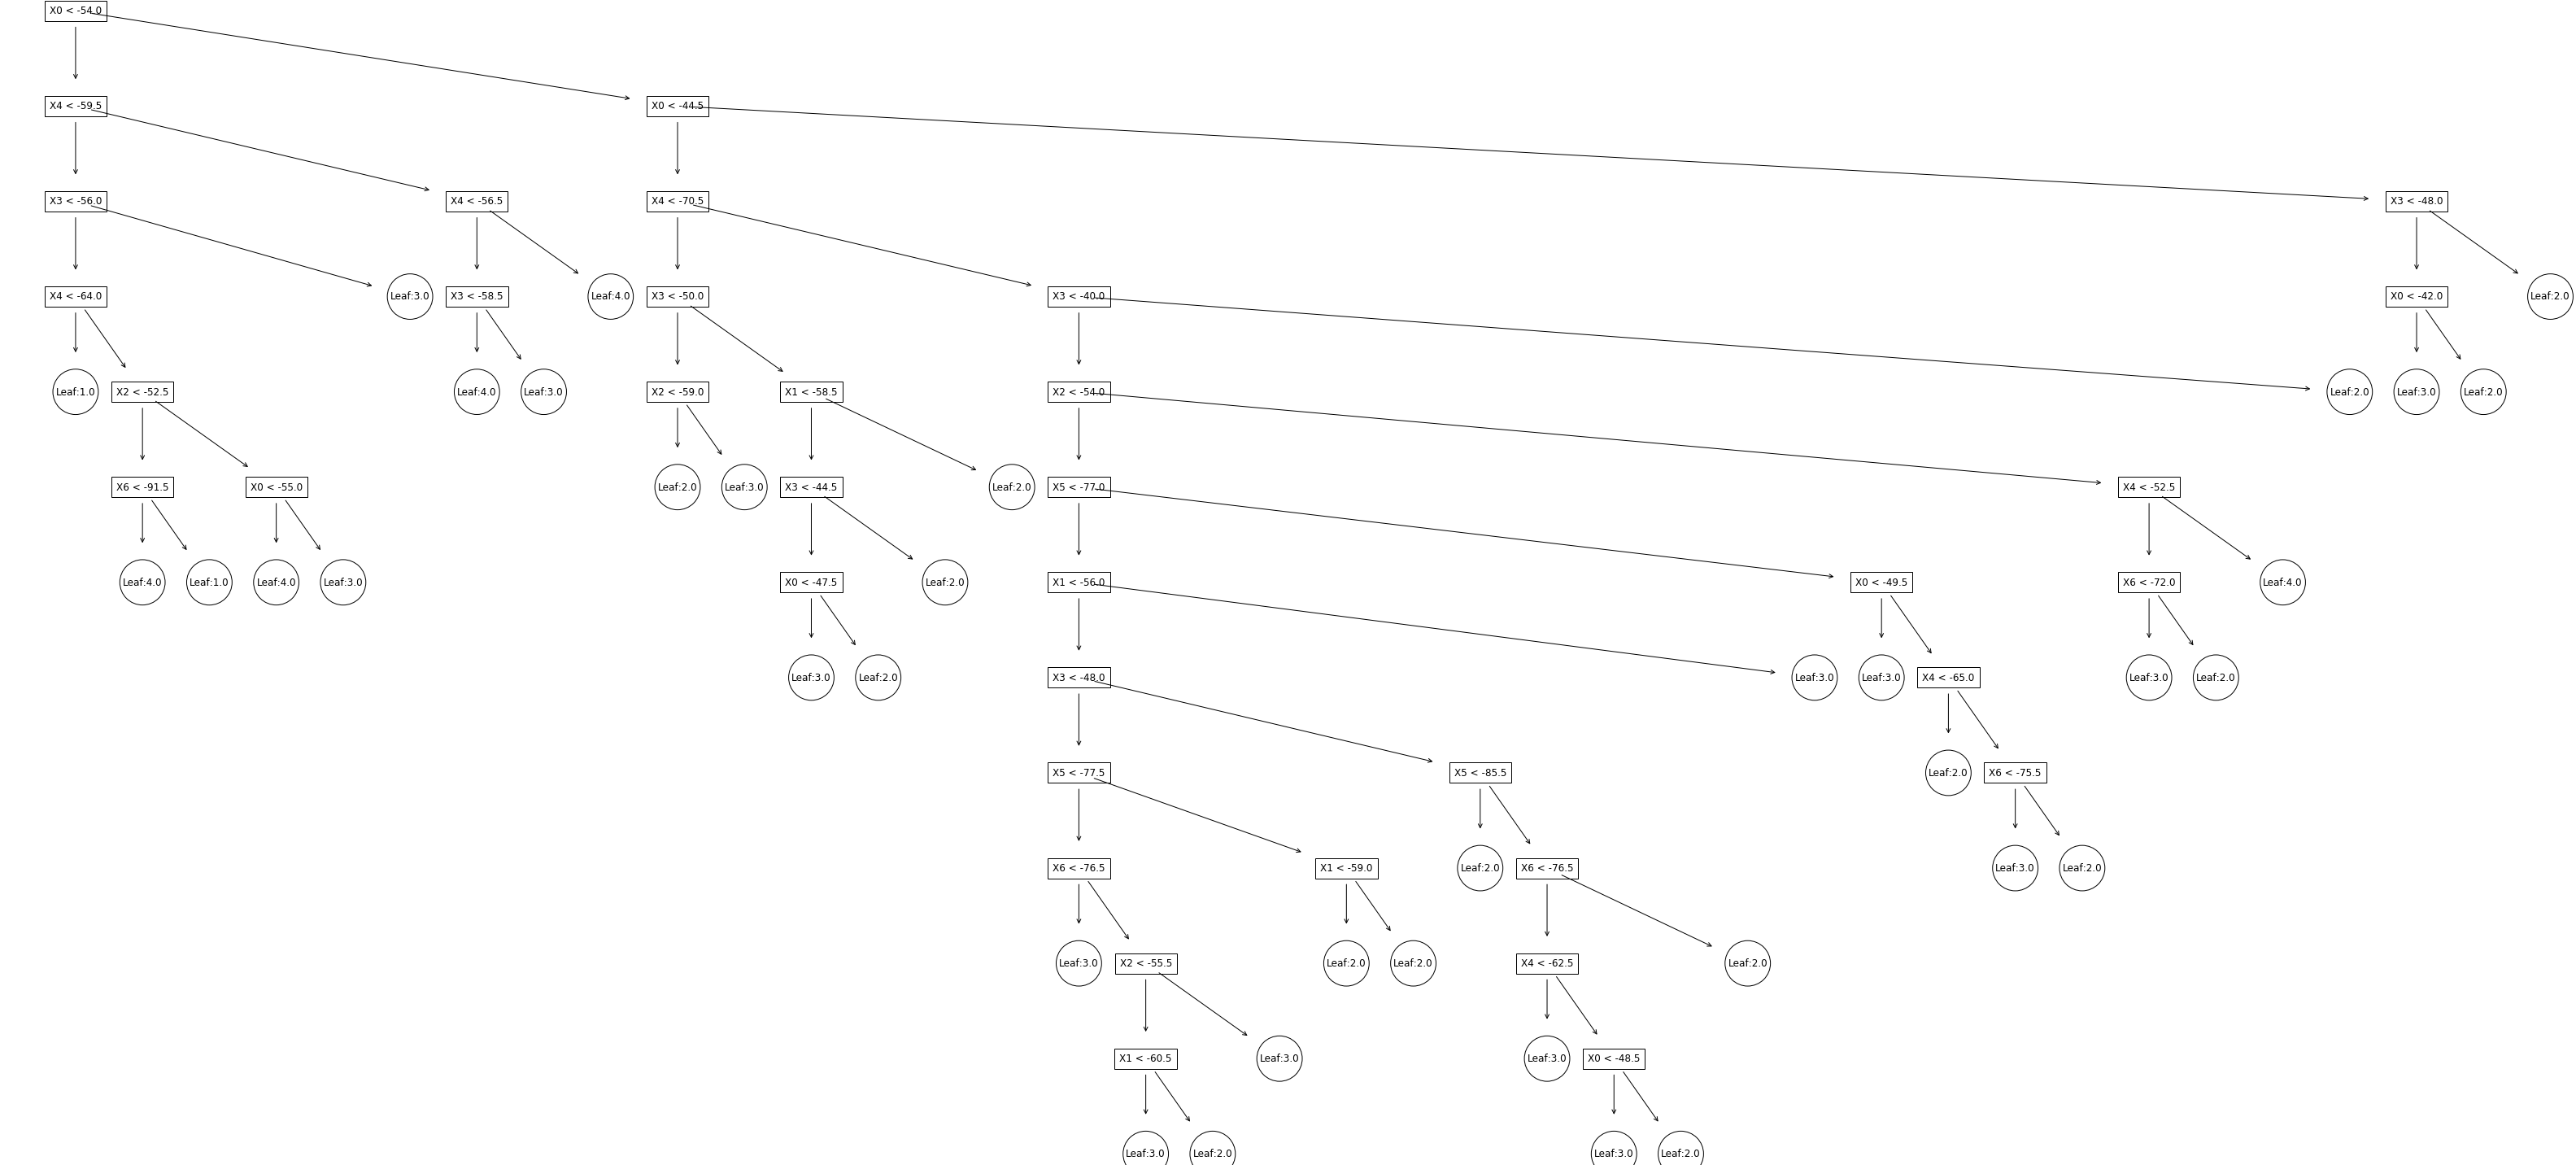 X0 < -54.0
X4 < -59.5
X0 < -44.5
X3 < -56.0
X4 < -56.5
X4 < -70.5
X3 < -48.0
X4 < -64.0
Leaf:3.0
X3 < -58.5
Leaf:4.0
X3 < -50.0
X3 < -40.0
X0 < -42.0
Leaf:2.0
Leaf:1.0
X2 < -52.5
Leaf:4.0
Leaf:3.0
X2 < -59.0
X1 < -58.5
X2 < -54.0
Leaf:2.0
Leaf:3.0
Leaf:2.0
X6 < -91.5
X0 < -55.0
Leaf:2.0
Leaf:3.0
X3 < -44.5
Leaf:2.0
X5 < -77.0
X4 < -52.5
Leaf:4.0
Leaf:1.0
Leaf:4.0
Leaf:3.0
X0 < -47.5
Leaf:2.0
X1 < -56.0
X0 < -49.5
X6 < -72.0
Leaf:4.0
Leaf:3.0
Leaf:2.0
X3 < -48.0
Leaf:3.0
Leaf:3.0
X4 < -65.0
Leaf:3.0
Leaf:2.0
X5 < -77.5
X5 < -85.5
Leaf:2.0
X6 < -75.5
X6 < -76.5
X1 < -59.0
Leaf:2.0
X6 < -76.5
Leaf:3.0
Leaf:2.0
Leaf:3.0
X2 < -55.5
Leaf:2.0
Leaf:2.0
X4 < -62.5
Leaf:2.0
X1 < -60.5
Leaf:3.0
Leaf:3.0
X0 < -48.5
Leaf:3.0
Leaf:2.0
Leaf:3.0
Leaf:2.0